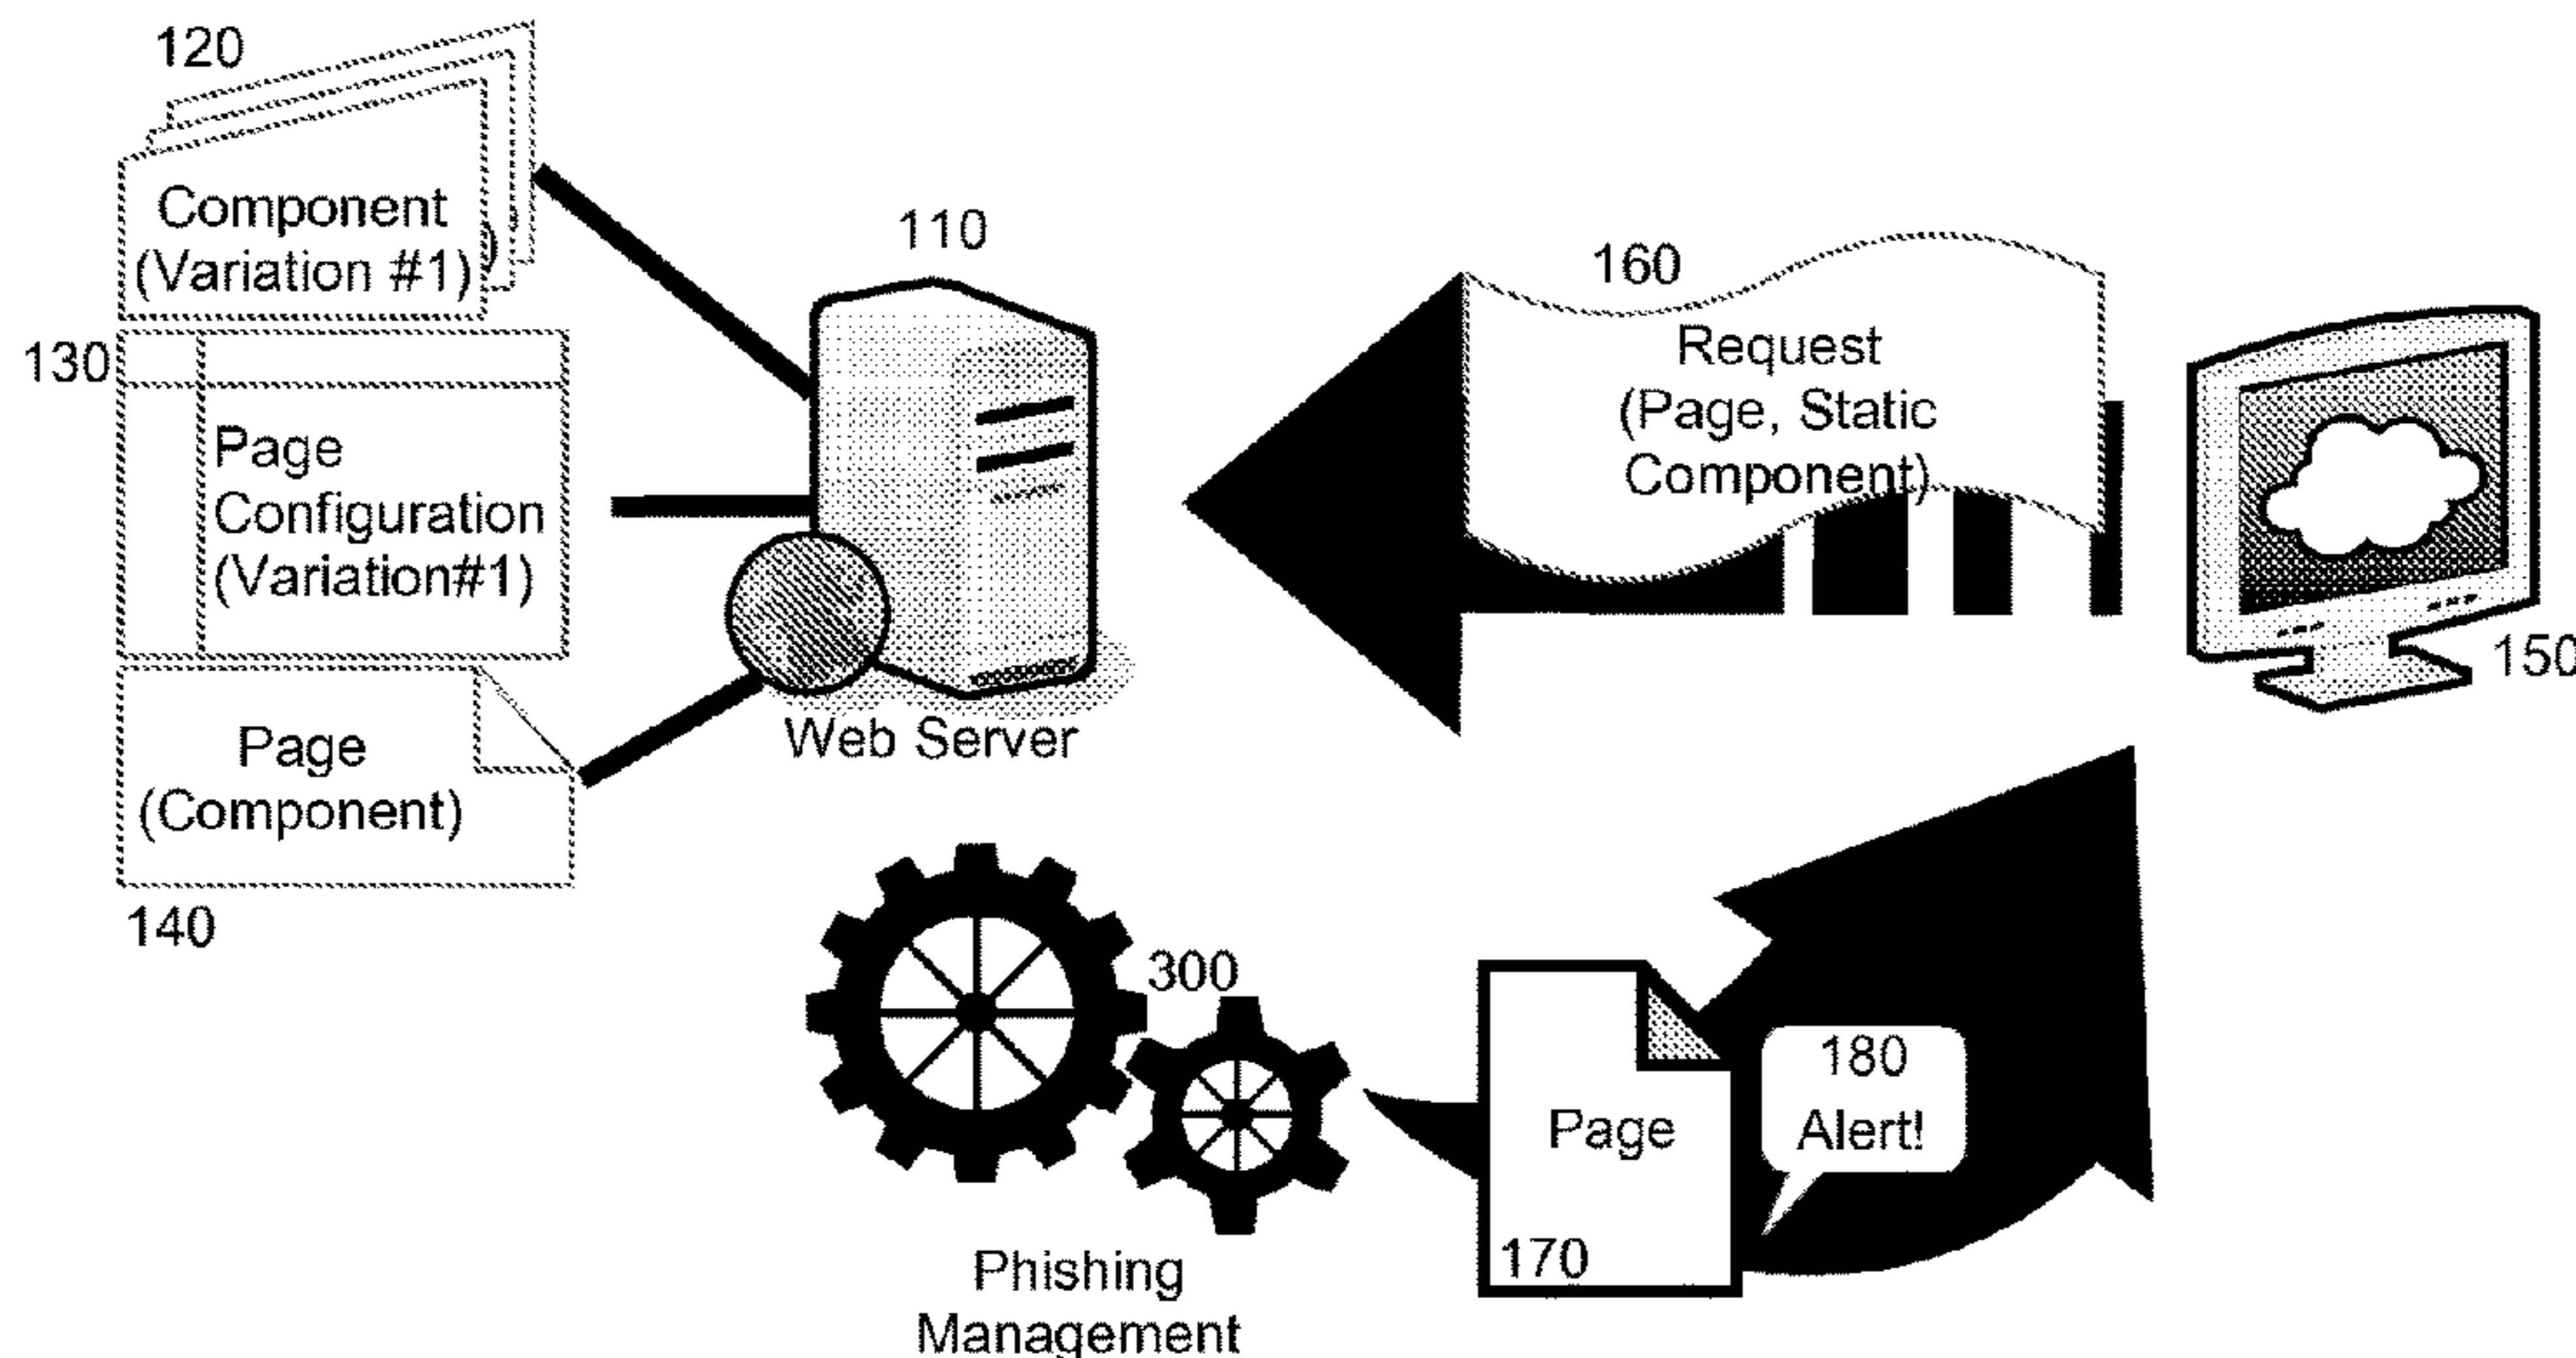 120
Component
(Variation #1)
)
130
Page
Configuration
(Variation#1)
Page
(Component)
140
110
Web Server
160
Request
(Page, Static
Component)
150
300
Phishing
Management
Page
170
180
Alert!